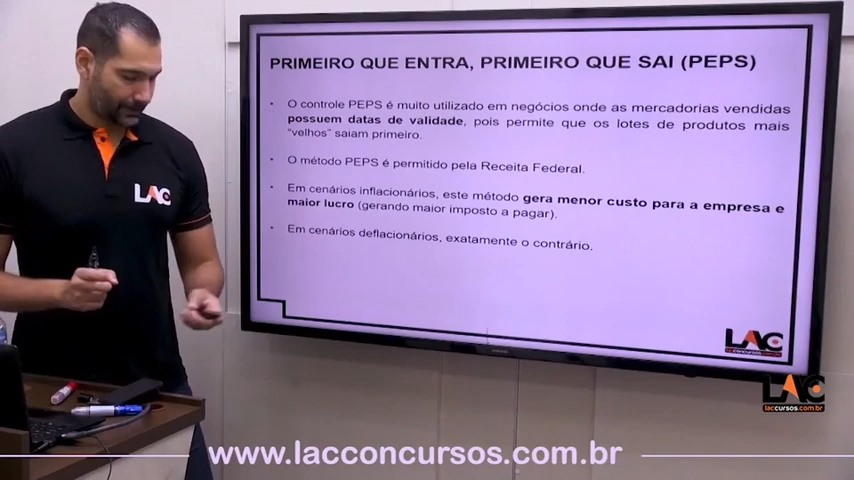 PRIMEIRO QUE ENTRA, PRIMEIRO QUE SAI (PEPS)
• O controle PEPS é muito utilizado em negócios onde as mercadorias vendidas
possuem datas de validade, pois permite que os lotes de produtos mais
“velhos” saiam primeiro.
• O método PEPS é permitido pela Receita Federal.
• Em cenários inflacionários, este método gera menor custo para a empresa e
maior lucro (gerando maior imposto a pagar).
• Em cenários deflacionários, exatamente o contrário.
LAC
LAC
lacconcursos.com.br
LAC
laccursos.com.br
www.lacconcursos.com.br